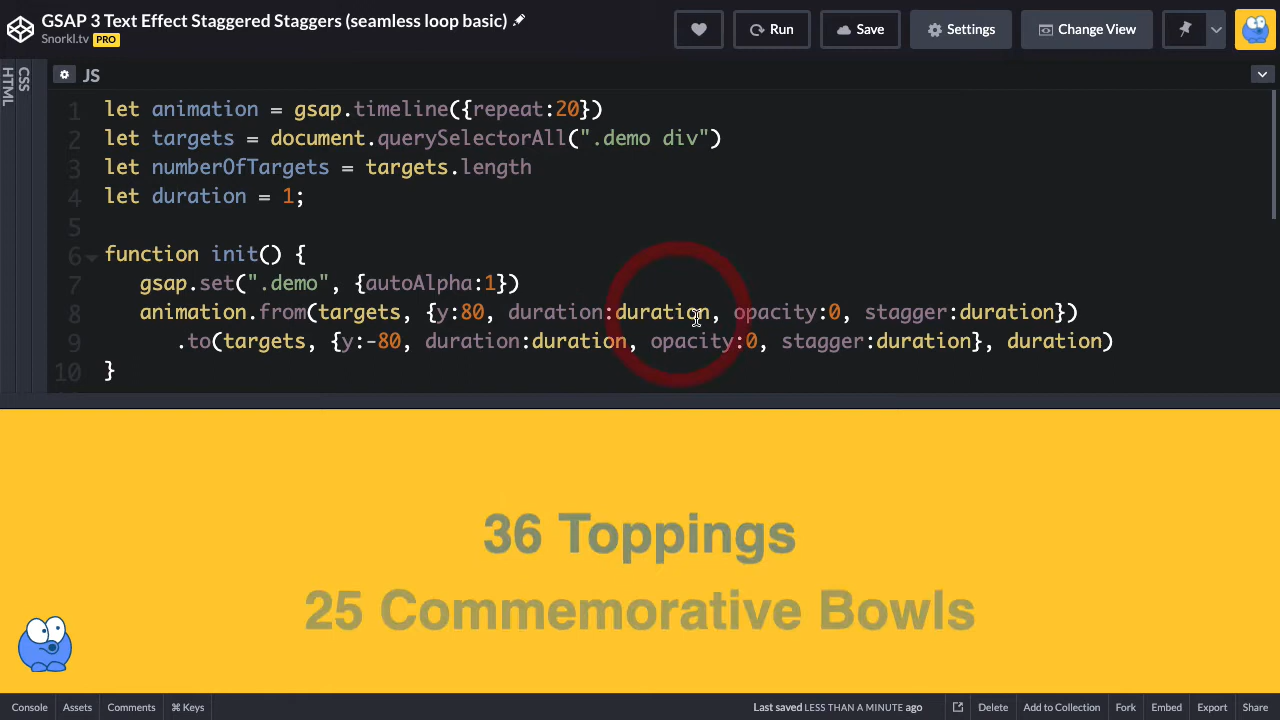 GSAP 3 Text Effect Staggered Staggers (seamless loop basic)
Snorkl.tv PRO
Run
Save
Settings
Change View
HTML
CSS
JS
1 let animation = gsap.timeline({repeat:20})
2 let targets = document.querySelectorAll(".demo div")
3 let numberOfTargets = targets.length
4 let duration = 1;
5
6 function init() {
7 gsap.set(".demo", {autoAlpha:1})
8 animation.from(targets, {y:80, duration:duration, opacity:0, stagger:duration})
9 .to(targets, {y:-80, duration:duration, opacity:0, stagger:duration}, duration)
10 }
36 Toppings
25 Commemorative Bowls
Console Assets Comments ⌘ Keys Last saved LESS THAN A MINUTE ago Delete Add to Collection Fork Embed Export Share